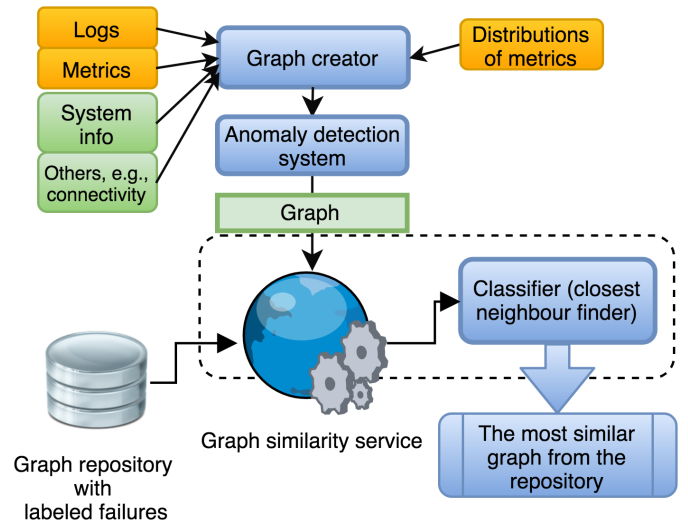 Logs
Metrics
System
info
Others, e.g.,
connectivity
Graph creator
Distributions
of metrics
Anomaly detection
system
Graph
Classifier (closest
neighbour finder)
Graph similarity service
Graph repository
with
labeled failures
The most similar
graph from the
repository